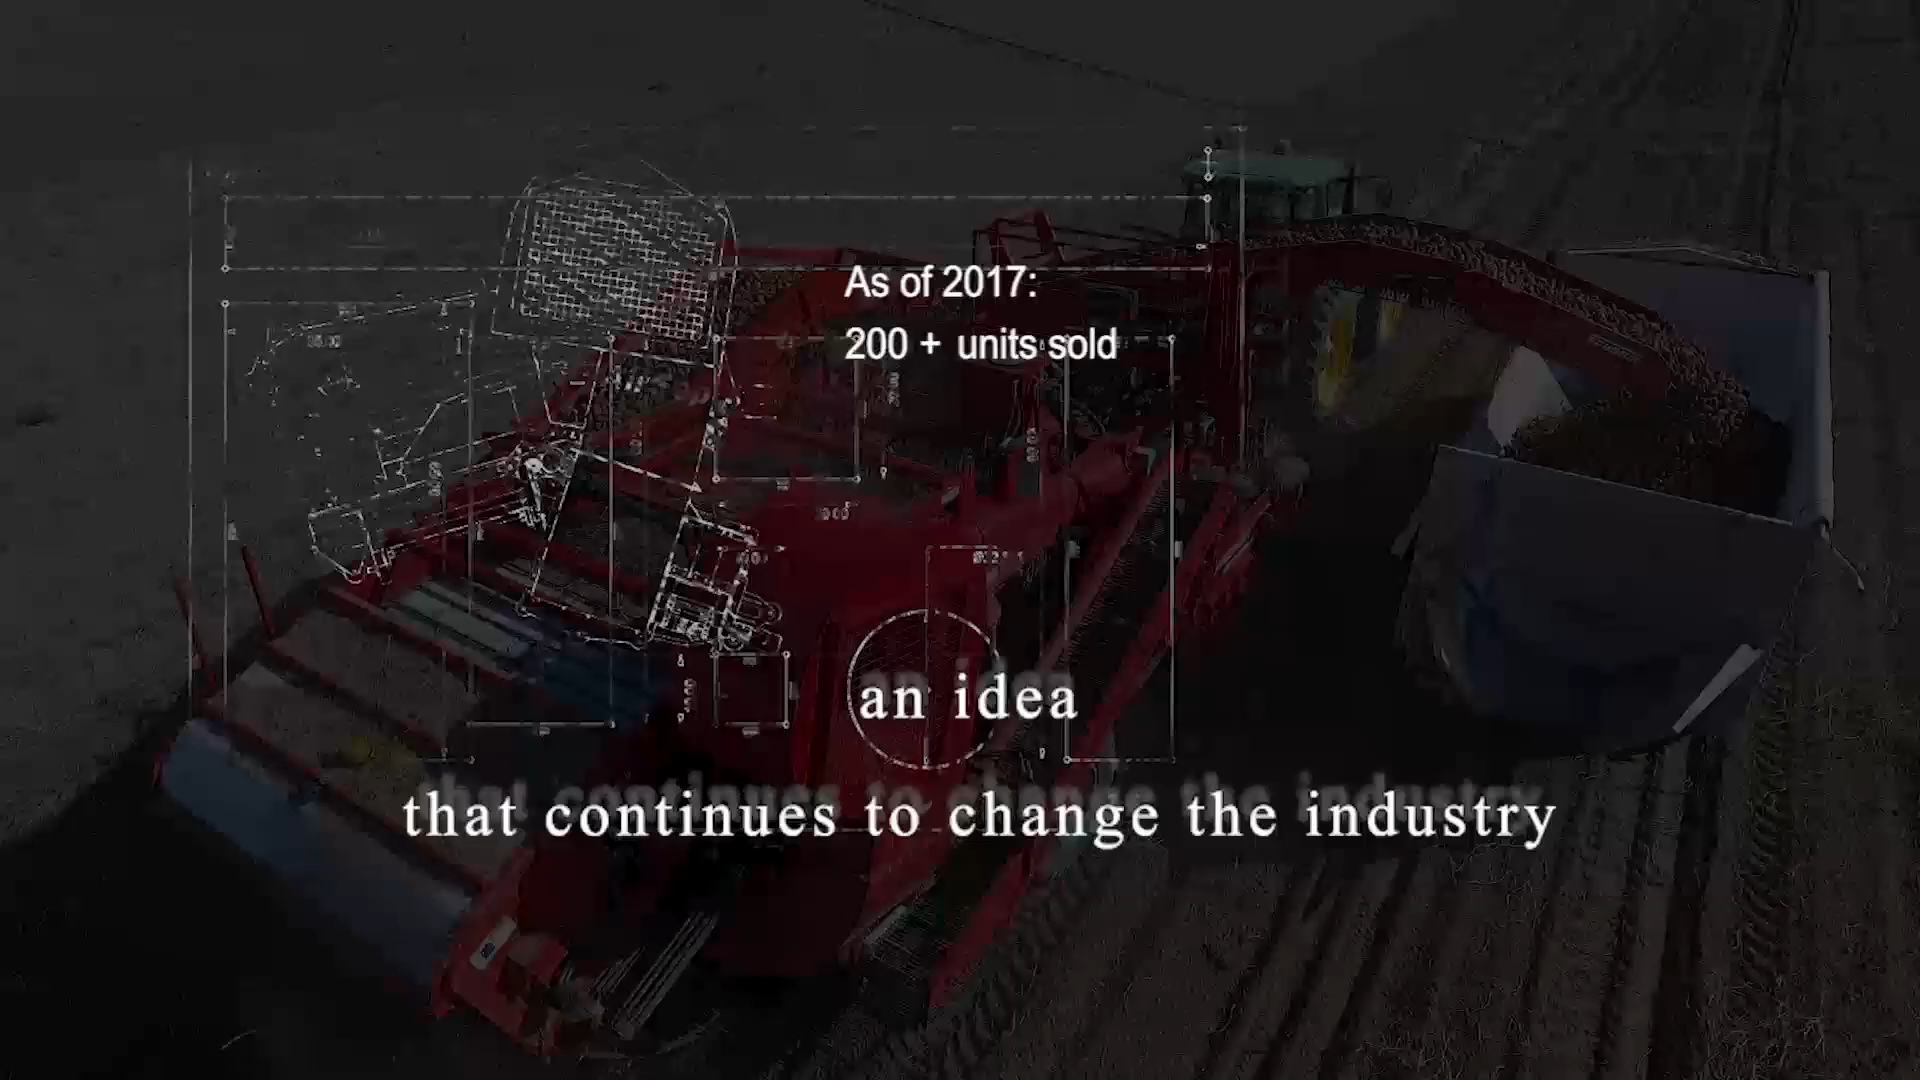 As of 2017:
200 + units sold
an idea
that continues to change the industry